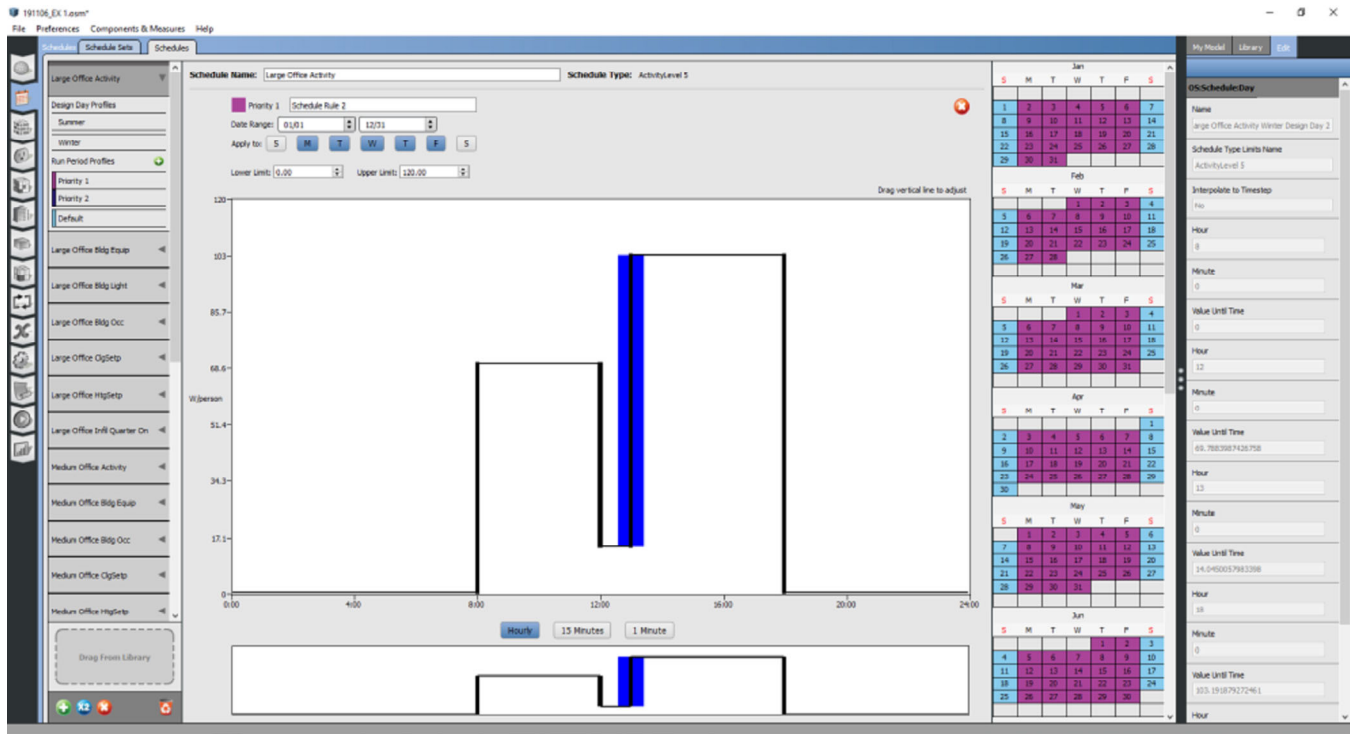 191106_EX 1.osm*
File Preferences Components & Measures Help
Schedules Schedule Sets Schedules
My Model Library Edit
Large Office Activity
Design Day Profiles
Summer
Winter
Run Period Profiles
Priority 1
Priority 2
Default
Large Office Bldg Equip
Large Office Bldg Light
Large Office Bldg Occ
Large Office ClgSetp
Large Office HtgSetp
Large Office Infil Quarter On
Medium Office Activity
Medium Office Bldg Equip
Medium Office Bldg Occ
Medium Office ClgSetp
Medium Office HtgSetp
Drag From Library
X2
Schedule Name: Large Office Activity Schedule Type: ActivityLevel 5
Priority 1 Schedule Rule 2
Date Range: 01/01 12/31
Apply to: S M T W T F S
Lower Limit: 0.00 Upper Limit: 120.00
Drag vertical line to adjust
120
103
85.7
68.6
W/person
51.4
34.3
17.1
0
0:00 4:00 8:00 12:00 16:00 20:00 24:00
Hourly 15 Minutes 1 Minute
Jan
S M T W T F S
1 2 3 4 5 6 7
8 9 10 11 12 13 14
15 16 17 18 19 20 21
22 23 24 25 26 27 28
29 30 31
Feb
S M T W T F S
1 2 3 4
5 6 7 8 9 10 11
12 13 14 15 16 17 18
19 20 21 22 23 24 25
26 27 28
Mar
S M T W T F S
1 2 3 4
5 6 7 8 9 10 11
12 13 14 15 16 17 18
19 20 21 22 23 24 25
26 27 28 29 30 31
Apr
S M T W T F S
1
2 3 4 5 6 7 8
9 10 11 12 13 14 15
16 17 18 19 20 21 22
23 24 25 26 27 28 29
30
May
S M T W T F S
1 2 3 4 5 6
7 8 9 10 11 12 13
14 15 16 17 18 19 20
21 22 23 24 25 26 27
28 29 30 31
Jun
S M T W T F S
1 2 3
4 5 6 7 8 9 10
11 12 13 14 15 16 17
18 19 20 21 22 23 24
25 26 27 28 29 30
OS:Schedule:Day
Name
arge Office Activity Winter Design Day 2
Schedule Type Limits Name
ActivityLevel 5
Interpolate to Timestep
No
Hour
8
Minute
0
Value Until Time
0
Hour
12
Minute
0
Value Until Time
69.7883987426758
Hour
13
Minute
0
Value Until Time
14.0450057983398
Hour
18
Minute
0
Value Until Time
103.191879272461
Hour